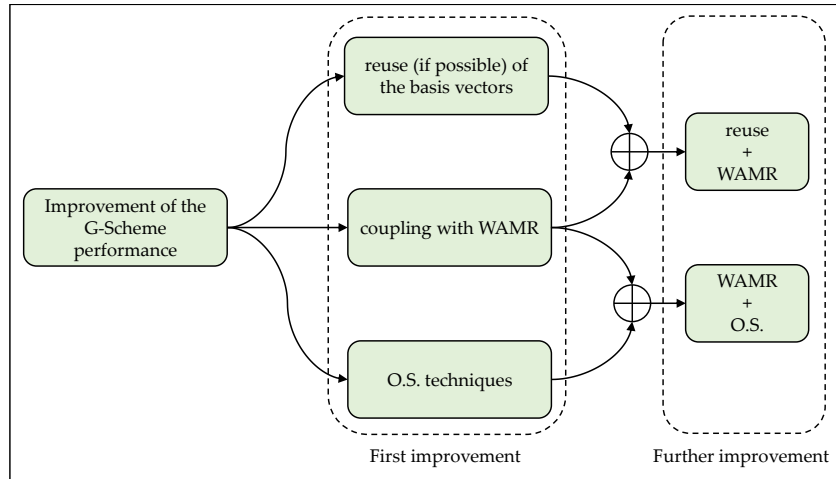 Improvement of the
G-Scheme
performance
reuse (if possible) of
the basis vectors
coupling with WAMR
O.S. techniques
First improvement
reuse
+
WAMR
WAMR
+
O.S.
Further improvement